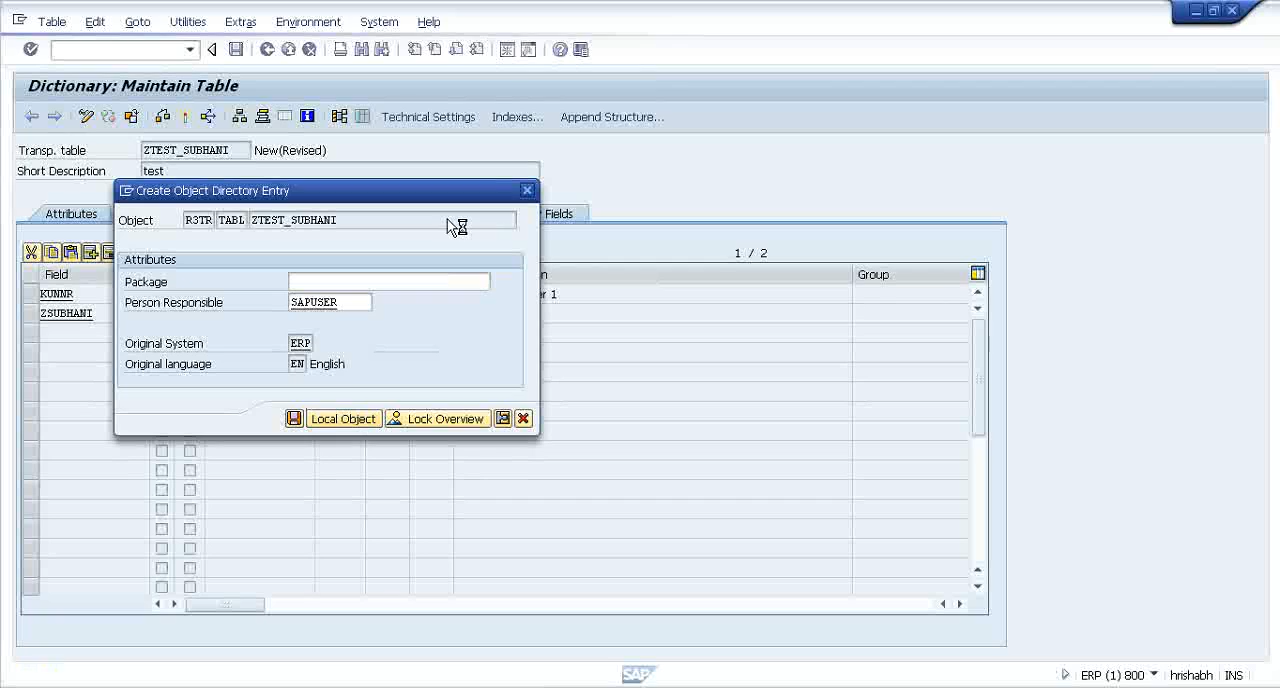 Table Edit Goto Utilities Extras Environment System Help
Dictionary: Maintain Table
Technical Settings Indexes... Append Structure...
Transp. table ZTEST_SUBHANI New(Revised)
Short Description test
Create Object Directory Entry
Attributes Fields
Object R3TR TABL ZTEST_SUBHANI
1 / 2
Attributes
Field n Group
Package
KUNNR r 1
Person Responsible SAPUSER
ZSUBHANI
Original System ERP
Original language EN English
Local Object Lock Overview
SAP
ERP (1) 800 hrishabh INS